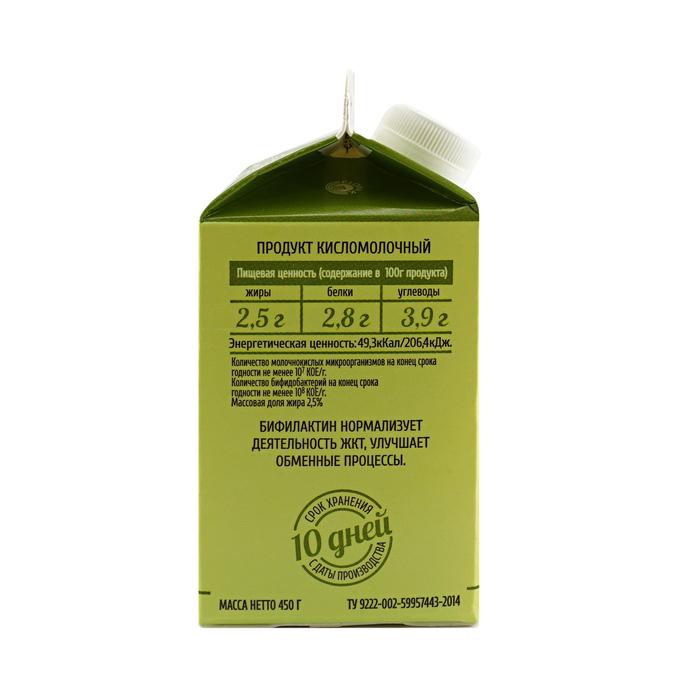 ПРОДУКТ КИСЛОМОЛОЧНЫЙ
Пищевая ценность (содержание в 100г продукта)
жиры белки углеводы
2,5 г 2,8 г 3,9 г
Энергетическая ценность: 49,3кКал/206,4кДж.
Количество молочнокислых микроорганизмов на конец срока
годности не менее 10⁷ КОЕ/г.
Количество бифидобактерий на конец срока
годности не менее 10⁸ КОЕ/г.
Массовая доля жира 2,5%
БИФИЛАКТИН НОРМАЛИЗУЕТ
ДЕЯТЕЛЬНОСТЬ ЖКТ, УЛУЧШАЕТ
ОБМЕННЫЕ ПРОЦЕССЫ.
СРОК ХРАНЕНИЯ
10 дней
С ДАТЫ ПРОИЗВОДСТВА
МАССА НЕТТО 450 Г ТУ 9222-002-59957443-2014